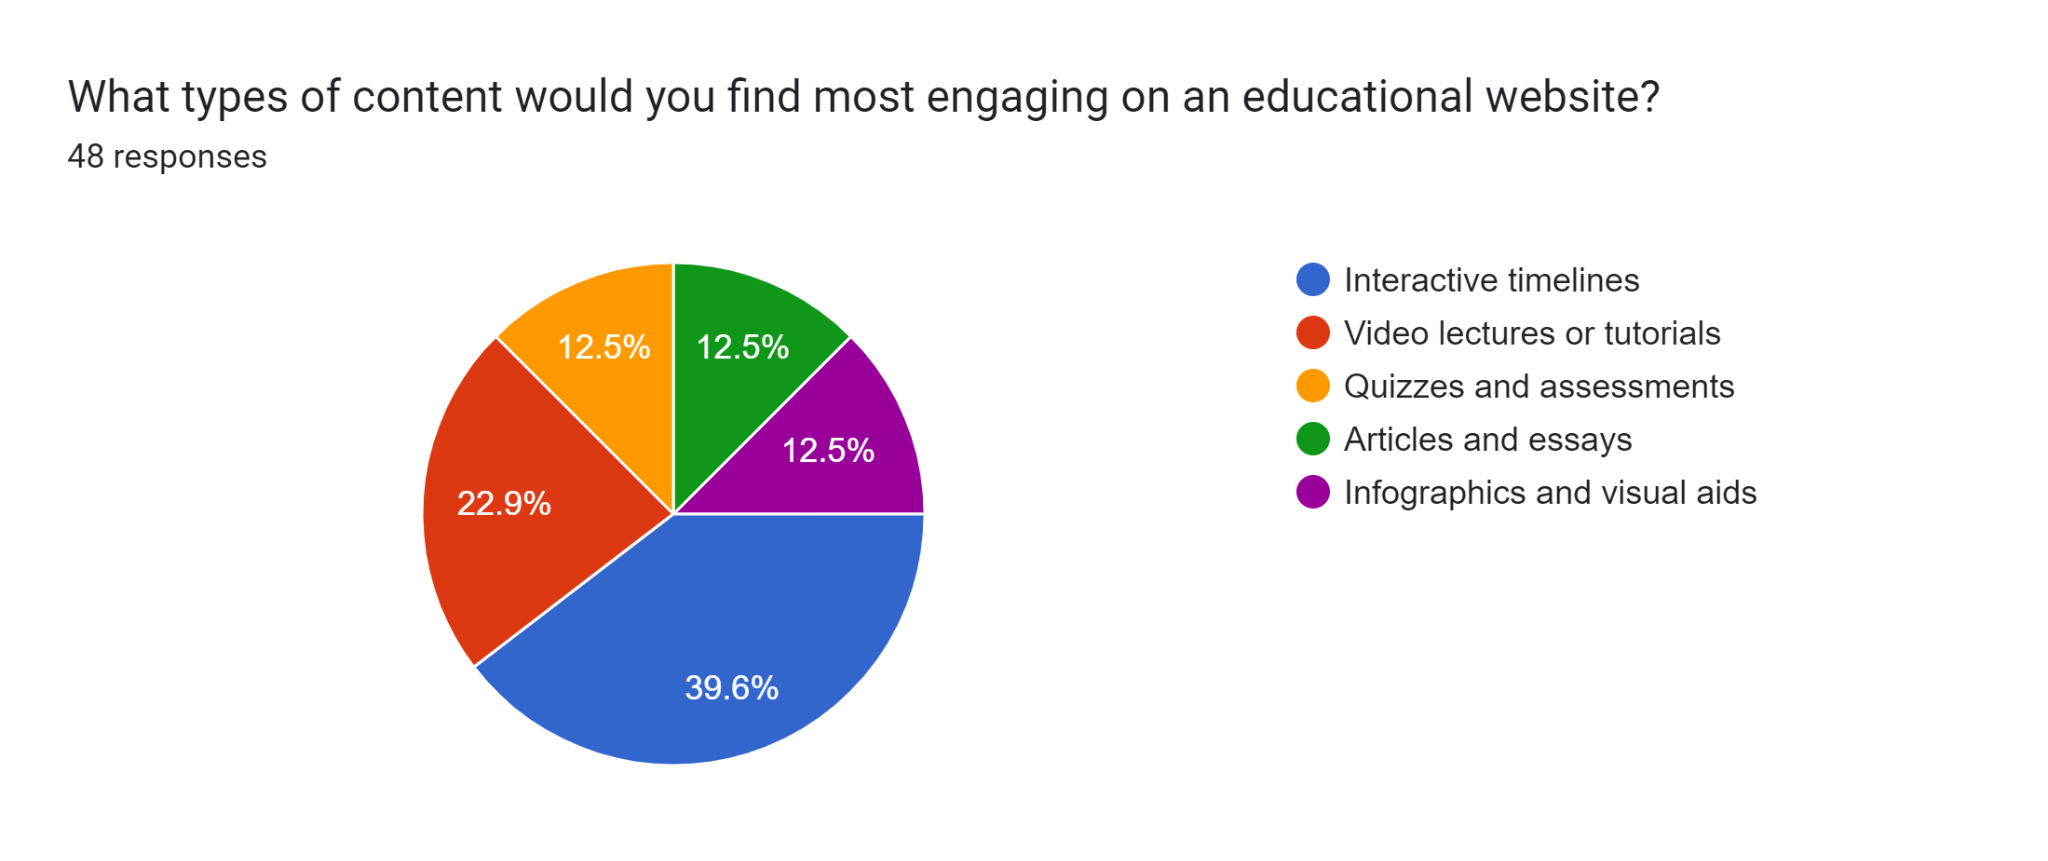 What types of content would you find most engaging on an educational website?
48 responses
12.5%
12.5%
12.5%
22.9%
39.6%
Interactive timelines
Video lectures or tutorials
Quizzes and assessments
Articles and essays
Infographics and visual aids